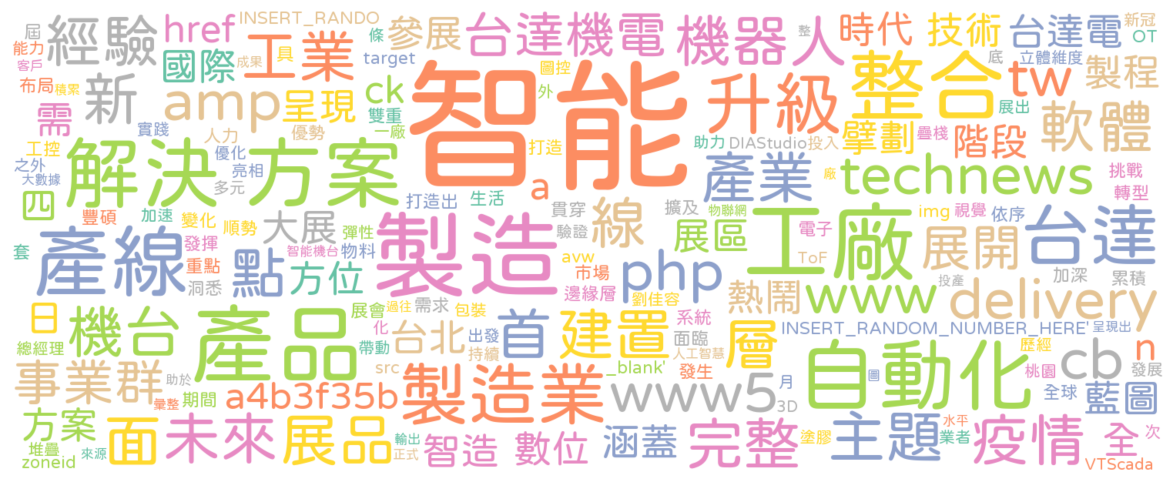 屆 經驗 href INSERT_RANDO 參展 台達機電 機器人 時代 技術 台達電 新冠 OT
能力 客戶 國際 成果 工業 具 條 target 圖控 整 底 立體維度
布局 積累 新 amp 呈現 ck 雙重 外 智能 升級 整合 tw 製程 展出
需 實踐 人力 優勢 一廠 打造 助力 DIAStudio 投入 擘劃 疊棧 階段 軟體
工控 之外 大數據 解決方案 優化 亮相 多元 a 產業 廠 technews 挑戰 轉型
四 豐碩 加速 變化 順勢 打造出 生活 貫穿 線 擴及 物聯網 工廠 img 視覺 依序 台達
套 產線 發揮 重點 洞悉 點 大展 彈性 智能機台 物料 製造 驗證 展區 電子 ToF 展開 加深 累積
方位 avw 市場 邊緣層 php www 投產 delivery
日 機台 產品 展會 過往 需求 包裝 劉佳容 熱鬧
總經理 化 帶動 台北 出發 持續 首 建置 系統 面臨 層 INSERT_RANDOM_NUMBER_HERE' 呈現出
事業群 助於 src 製造業 _blank' 人工智慧 發生 自動化 歷經 cb n
彙整 期間 a4b3f35b www5 月 圖 3D 桃園 全球 發展 藍圖
方案 面 未來 展品 輸出 正式 智造 數位 涵蓋 完整 塗膠 主題 水平 業者 疫情 全 次
堆疊 zoneid 來源 VTScada